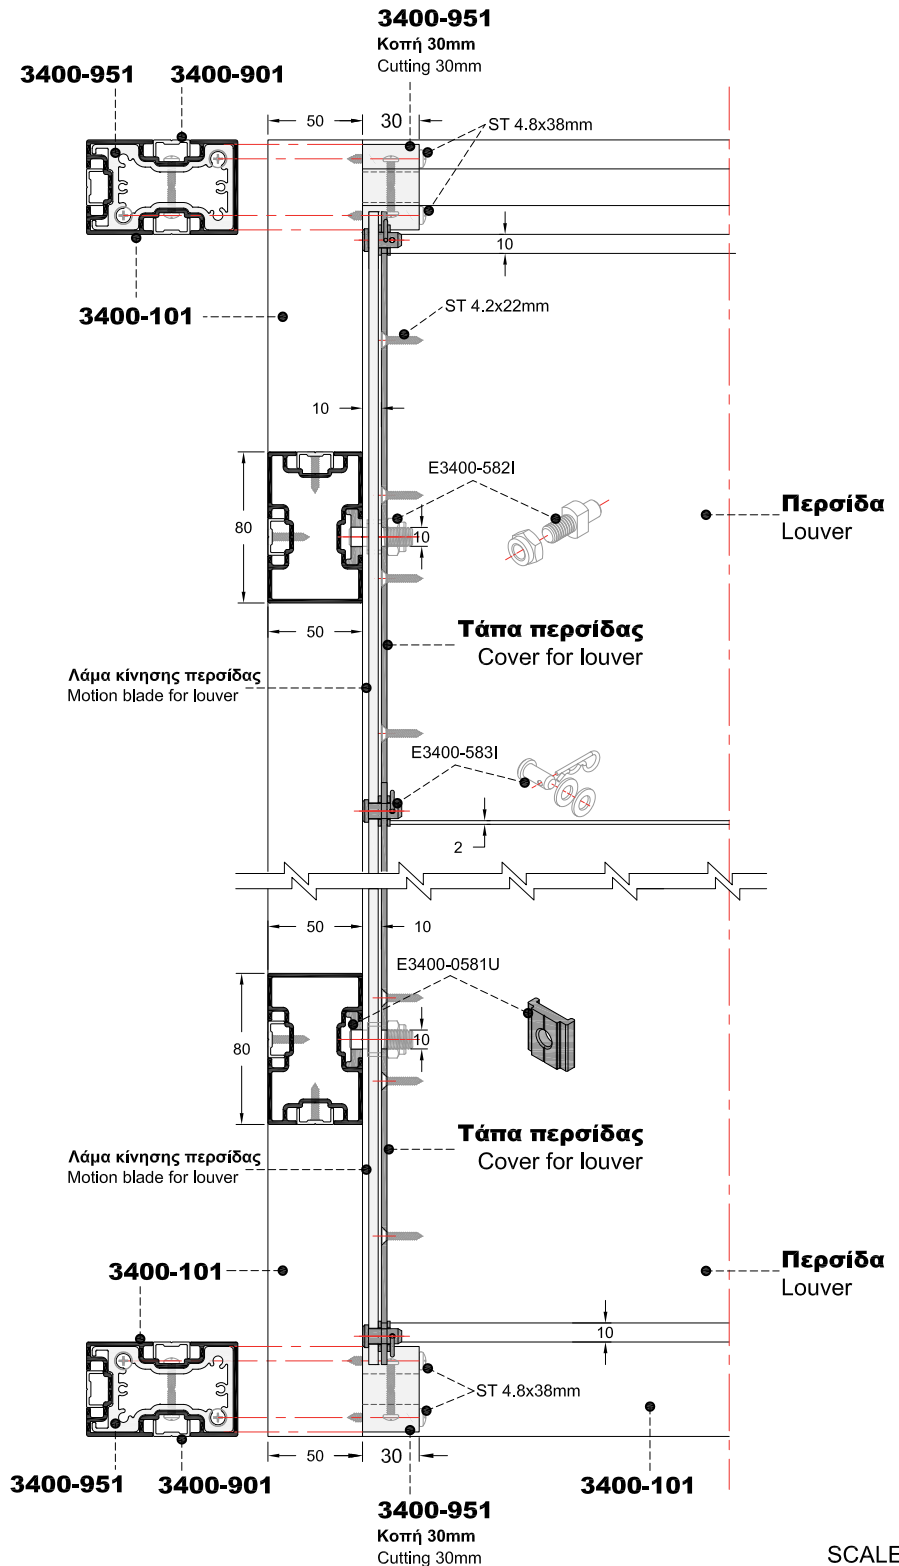 3400-951
Κοπή 30mm
Cutting 30mm
3400-951
3400-901
50
30
ST 4.8x38mm
10
3400-101
ST 4.2x22mm
10
E3400-582I
80
10
Περσίδα
Louver
50
Τάπα περσίδας
Cover for louver
Λάμα κίνησης περσίδας
Motion blade for louver
E3400-583I
2
50
10
E3400-0581U
80
10
Τάπα περσίδας
Cover for louver
Λάμα κίνησης περσίδας
Motion blade for louver
3400-101
Περσίδα
Louver
10
ST 4.8x38mm
50
30
3400-951
3400-901
3400-101
3400-951
Κοπή 30mm
Cutting 30mm
SCALE